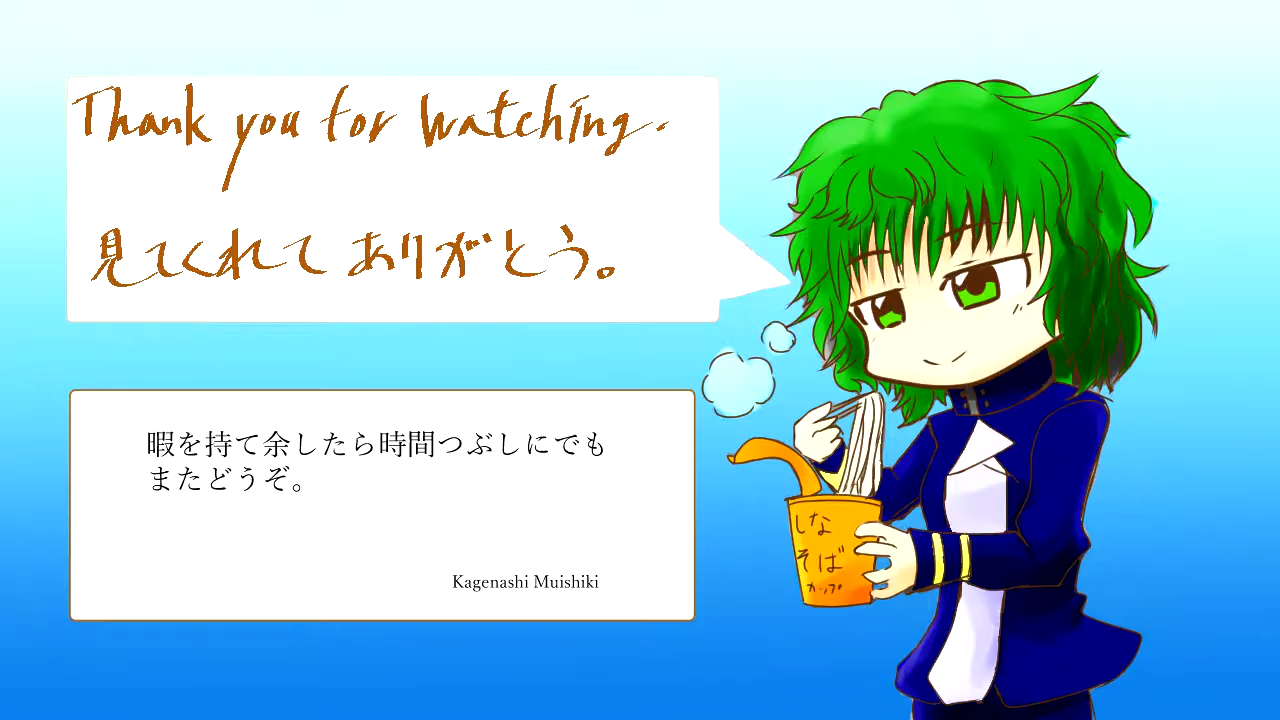 Thank you for watching.
見てくれてありがとう。
暇を持て余したら時間つぶしにでも
またどうぞ。
Kagenashi Muishiki
しな
そば
カップ